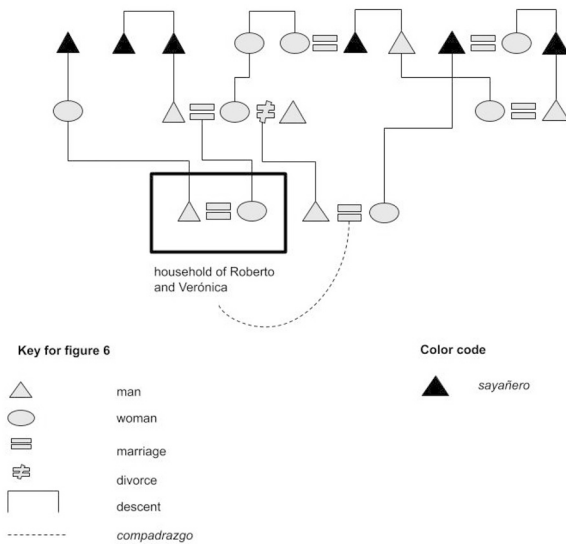 household of Roberto
and Verónica
Key for figure 6
man
woman
marriage
divorce
descent
compadrazgo
Color code
sayañero